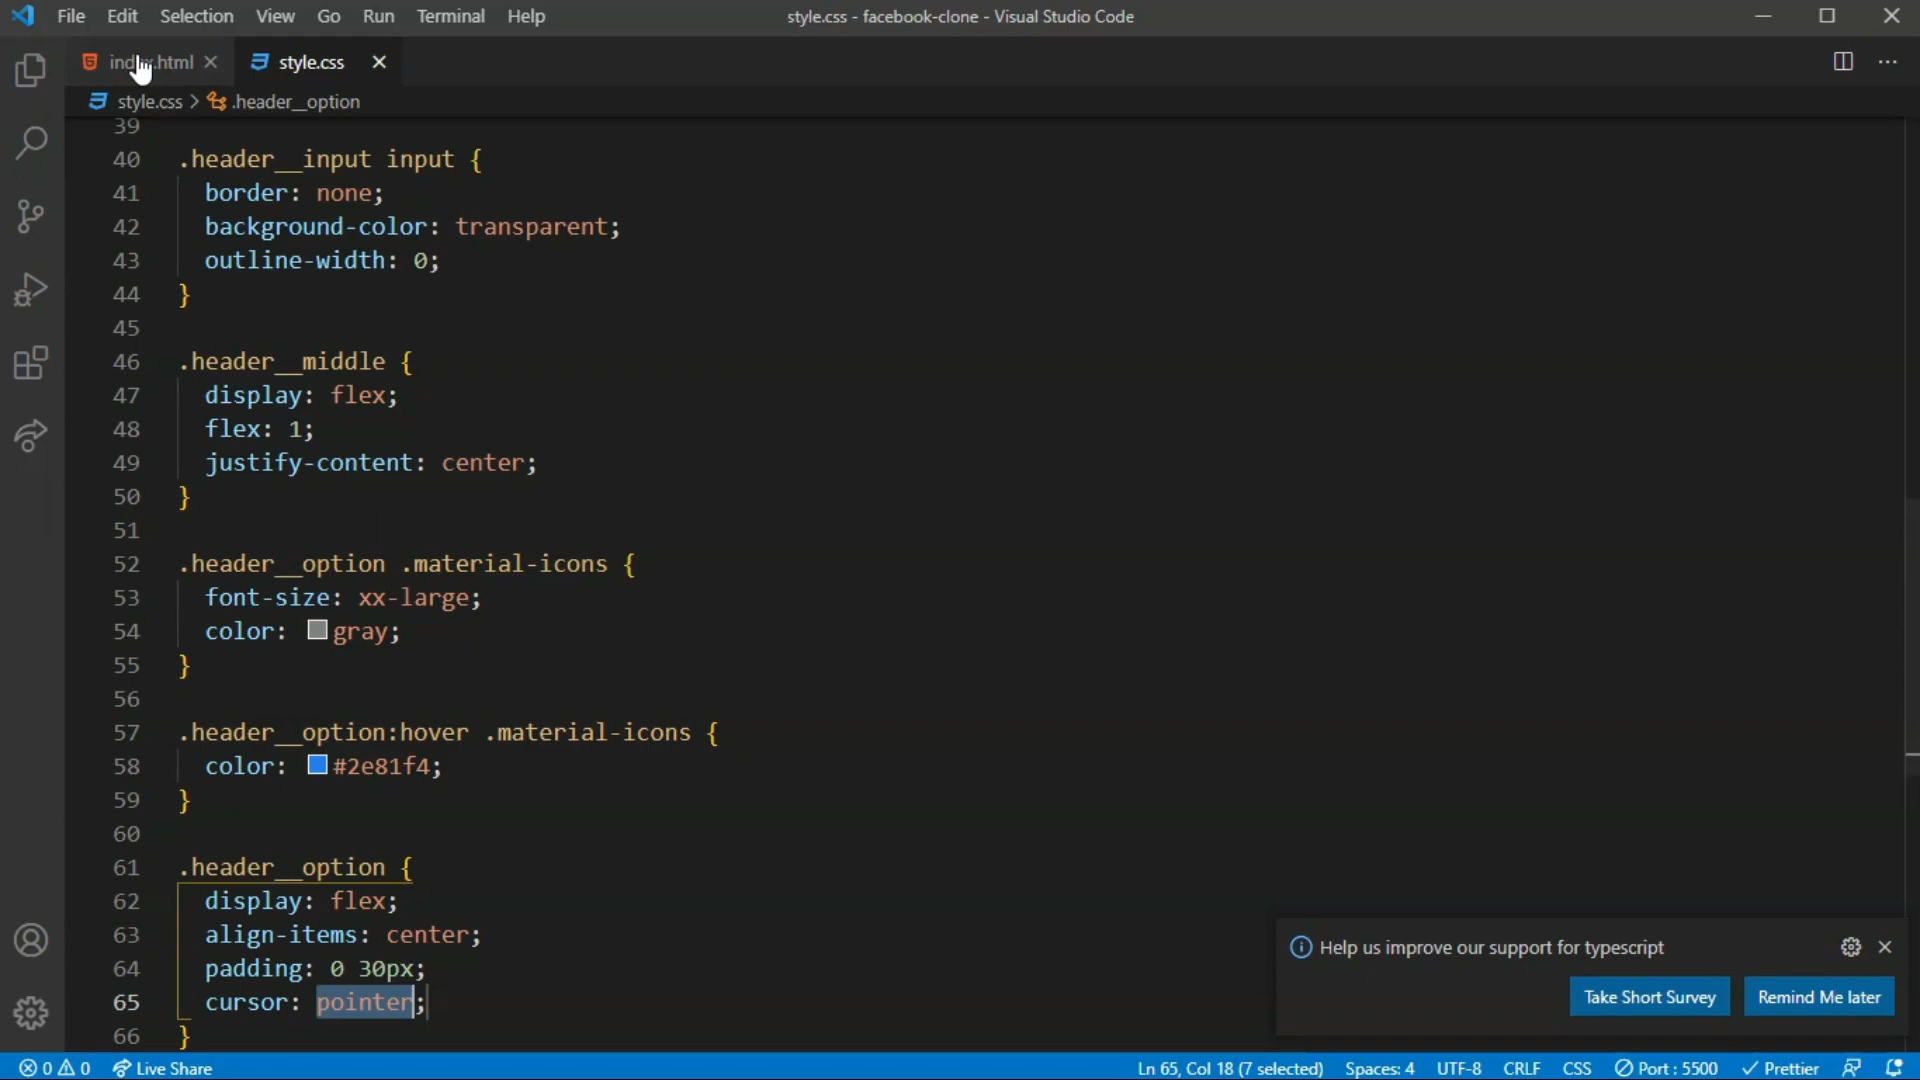 File Edit Selection View Go Run Terminal Help
style.css - facebook-clone - Visual Studio Code
index.html style.css
style.css > .header__option
39
40 .header__input input {
41 border: none;
42 background-color: transparent;
43 outline-width: 0;
44 }
45
46 .header__middle {
47 display: flex;
48 flex: 1;
49 justify-content: center;
50 }
51
52 .header__option .material-icons {
53 font-size: xx-large;
54 color: gray;
55 }
56
57 .header__option:hover .material-icons {
58 color: #2e81f4;
59 }
60
61 .header__option {
62 display: flex;
63 align-items: center;
64 padding: 0 30px;
65 cursor: pointer;
66 }
Help us improve our support for typescript
Take Short Survey Remind Me later
0 0 Live Share Ln 65, Col 18 (7 selected) Spaces: 4 UTF-8 CRLF CSS Port : 5500 Prettier